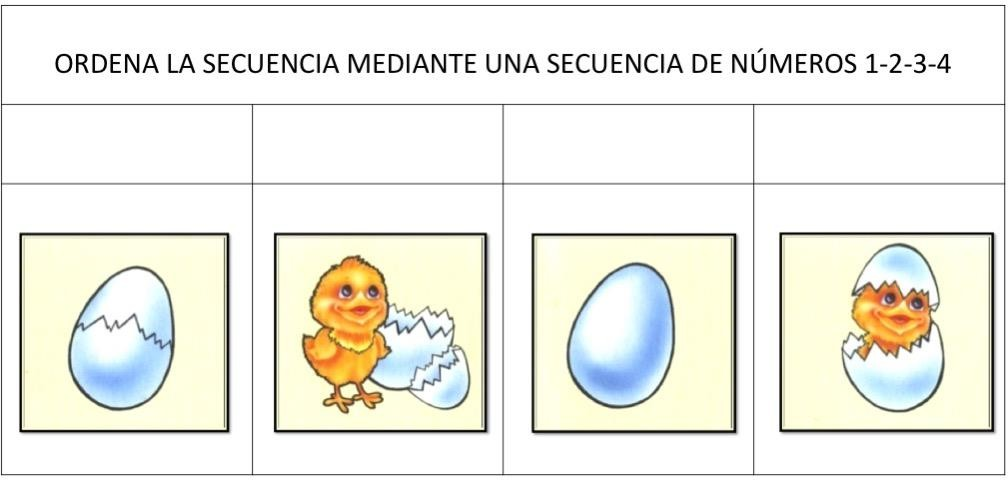 ORDENA LA SECUENCIA MEDIANTE UNA SECUENCIA DE NÚMEROS 1-2-3-4